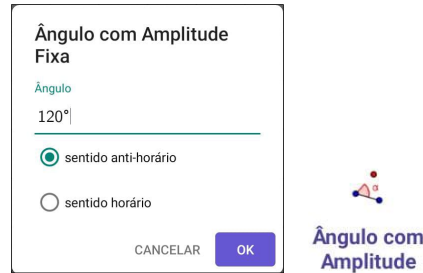 Ângulo com Amplitude
Fixa
Ângulo
120°
sentido anti-horário
sentido horário
CANCELAR OK
α
Ângulo com
Amplitude